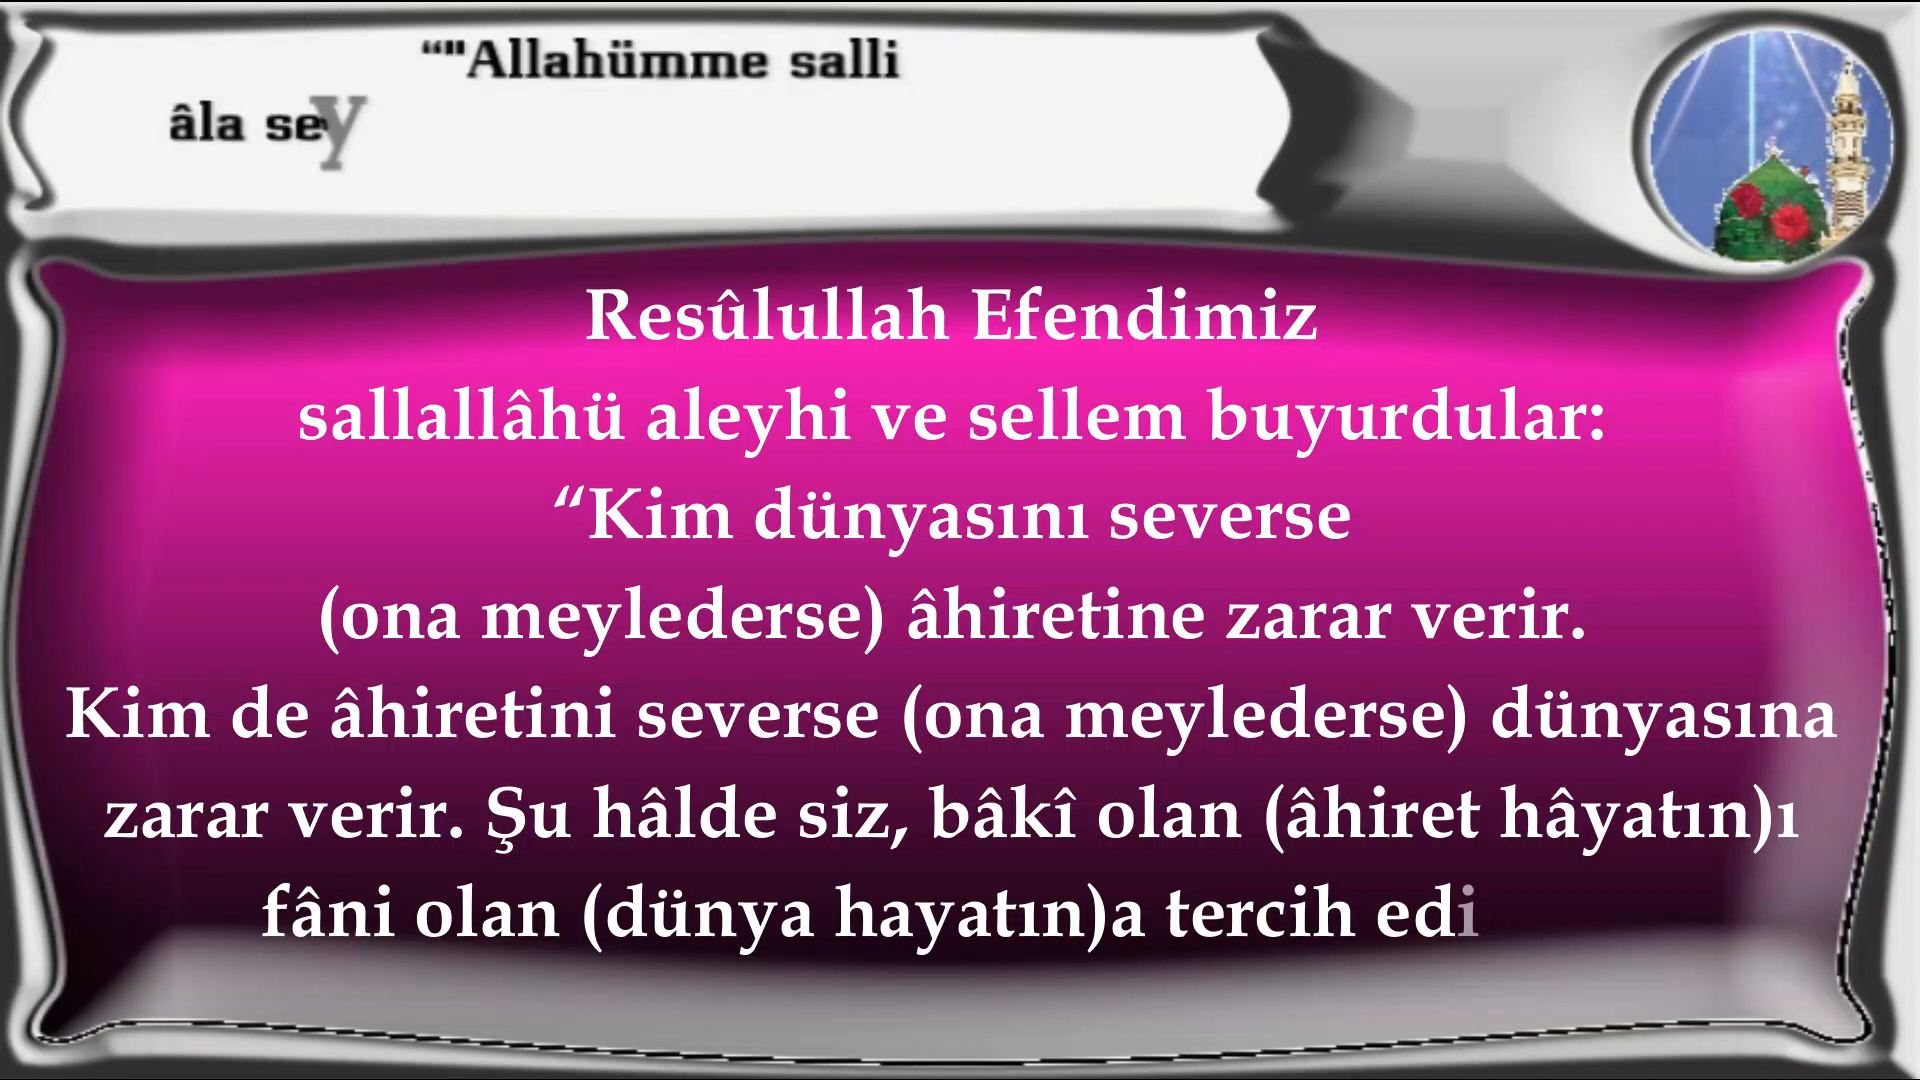 “"Allahümme salli
âla sey
Resûlullah Efendimiz
sallallâhü aleyhi ve sellem buyurdular:
“Kim dünyasını severse
(ona meylederse) âhiretine zarar verir.
Kim de âhiretini severse (ona meylederse) dünyasına
zarar verir. Şu hâlde siz, bâkî olan (âhiret hâyatın)ı
fâni olan (dünya hayatın)a tercih edi